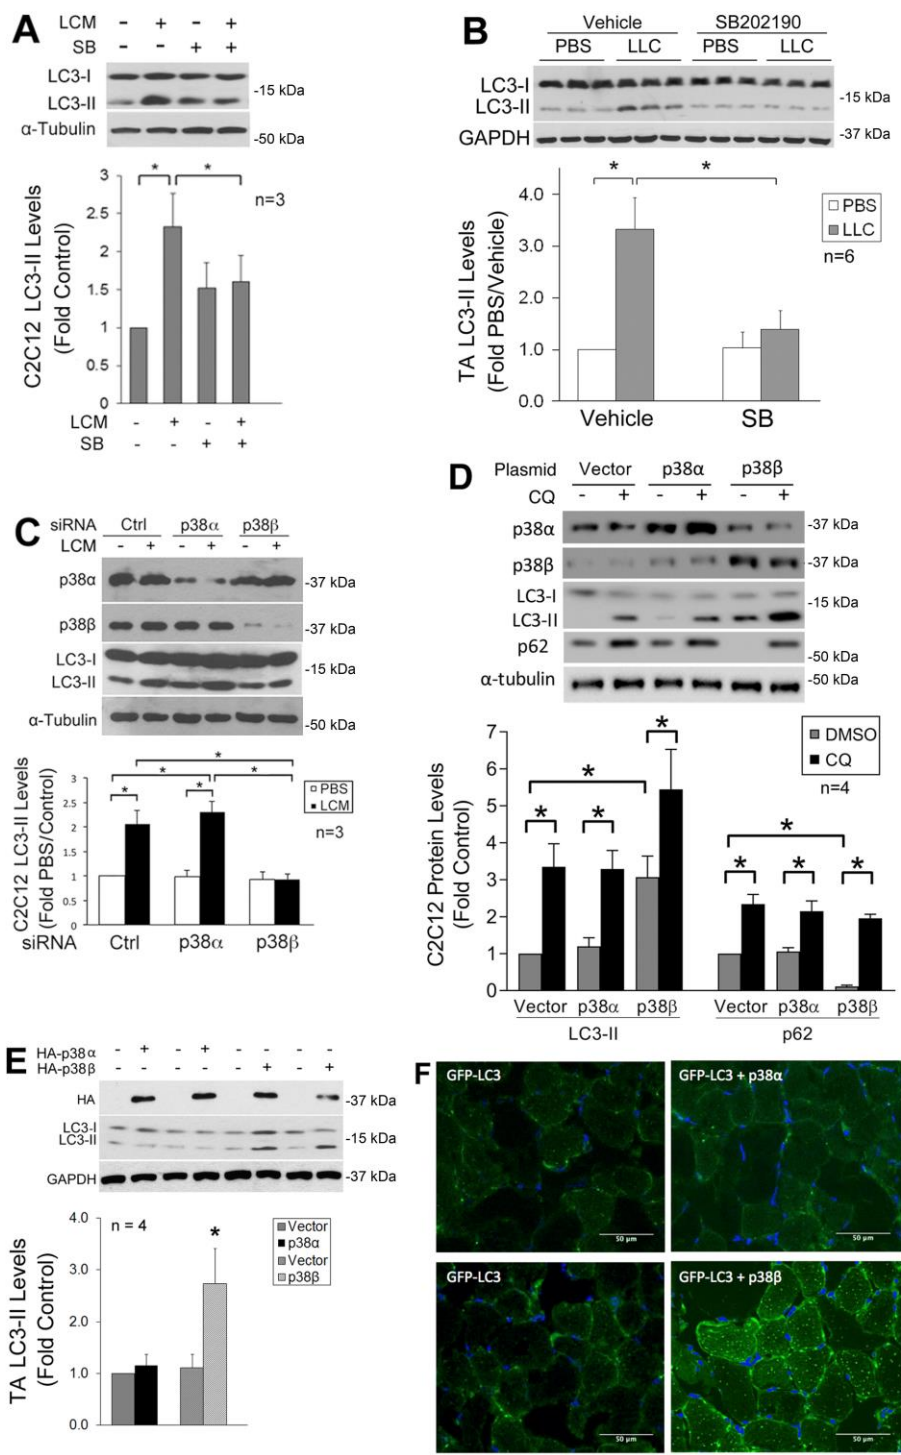 A
LCM - + - +
SB - - + +
LC3-I
LC3-II
-15 kDa
α-Tubulin
-50 kDa
C2C12 LC3-II Levels
(Fold Control)
3
2.5
2
1.5
1
0.5
0
* *
n=3
LCM - + - +
SB - - + +
B
Vehicle SB202190
PBS LLC PBS LLC
LC3-I
LC3-II
-15 kDa
GAPDH
-37 kDa
TA LC3-II Levels
(Fold PBS/Vehicle)
4.0
3.0
2.0
1.0
0.0
* *
PBS
LLC
n=6
Vehicle SB
C
siRNA Ctrl p38α p38β
LCM - + - + - +
p38α
-37 kDa
p38β
-37 kDa
LC3-I
-15 kDa
LC3-II
α-Tubulin
-50 kDa
C2C12 LC3-II Levels
(Fold PBS/Control)
3
2.5
2
1.5
1
0.5
0
*
* *
* *
PBS
LCM
n=3
siRNA Ctrl p38α p38β
D
Plasmid Vector p38α p38β
CQ - + - + - +
p38α
-37 kDa
p38β
-37 kDa
LC3-I
-15 kDa
LC3-II
p62
-50 kDa
α-tubulin
-50 kDa
C2C12 Protein Levels
(Fold Control)
7
6
5
4
3
2
1
0
*
*
* *
*
* * *
DMSO
CQ
n=4
Vector p38α p38β Vector p38α p38β
LC3-II p62
E
HA-p38α - + - + - - - -
HA-p38β - - - - - + - +
HA
-37 kDa
LC3-I
LC3-II
-15 kDa
GAPDH
-37 kDa
TA LC3-II Levels
(Fold Control)
4.0
3.0
2.0
1.0
0.0
n = 4
*
Vector
p38α
Vector
p38β
F
GFP-LC3
50 µm
GFP-LC3 + p38α
50 µm
GFP-LC3
50 µm
GFP-LC3 + p38β
50 µm